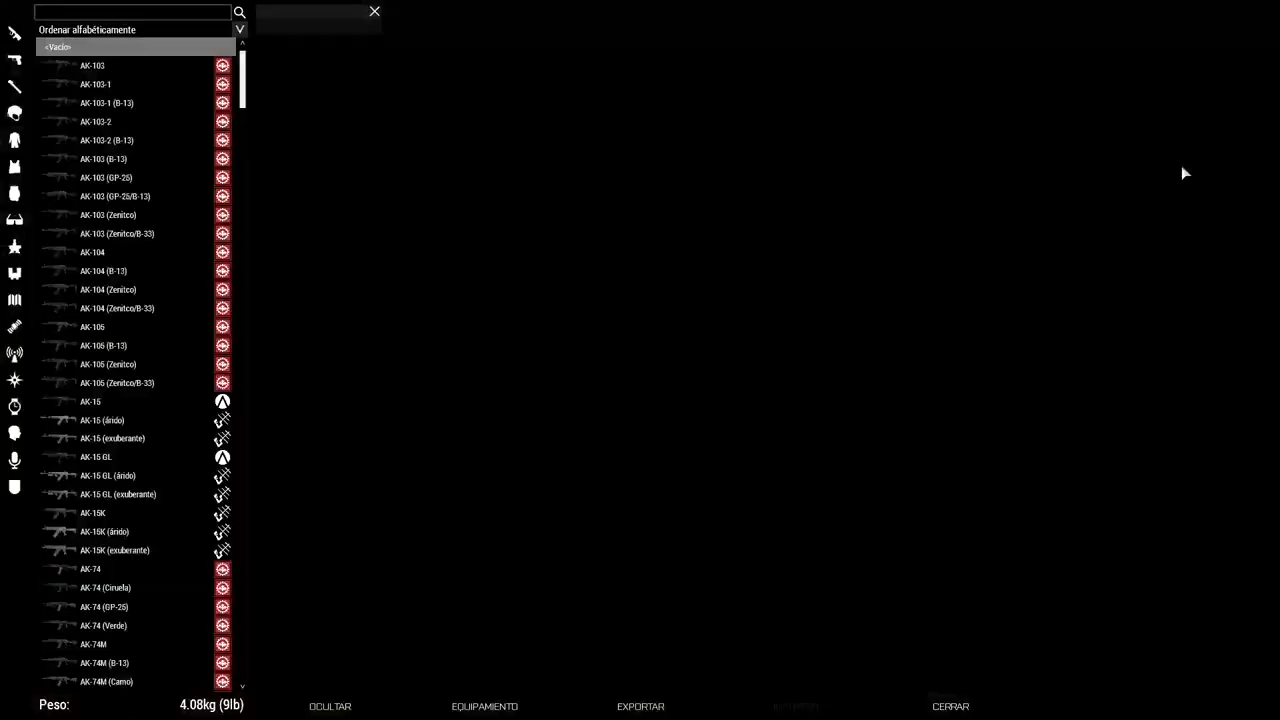 Ordenar alfabéticamente
<Vacío>
AK-103
AK-103-1
AK-103-1 (B-13)
AK-103-2
AK-103-2 (B-13)
AK-103 (B-13)
AK-103 (GP-25)
AK-103 (GP-25/B-13)
AK-103 (Zenitco)
AK-103 (Zenitco/B-33)
AK-104
AK-104 (B-13)
AK-104 (Zenitco)
AK-104 (Zenitco/B-33)
AK-105
AK-105 (B-13)
AK-105 (Zenitco)
AK-105 (Zenitco/B-33)
AK-15
AK-15 (árido)
AK-15 (exuberante)
AK-15 GL
AK-15 GL (árido)
AK-15 GL (exuberante)
AK-15K
AK-15K (árido)
AK-15K (exuberante)
AK-74
AK-74 (Ciruela)
AK-74 (GP-25)
AK-74 (Verde)
AK-74M
AK-74M (B-13)
AK-74M (Camo)
Peso: 4.08kg (9lb)
OCULTAR EQUIPAMIENTO EXPORTAR CERRAR